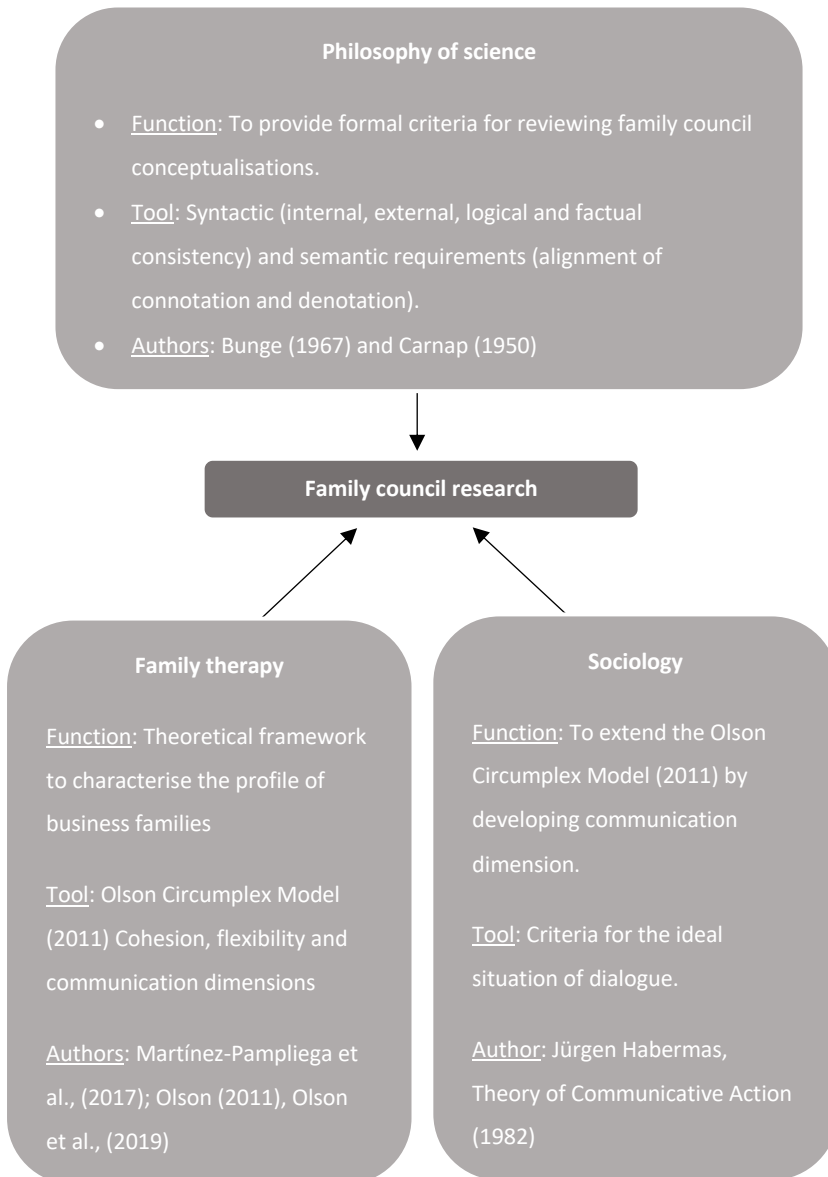 Philosophy of science
• Function: To provide formal criteria for reviewing family council
conceptualisations.
• Tool: Syntactic (internal, external, logical and factual
consistency) and semantic requirements (alignment of
connotation and denotation).
• Authors: Bunge (1967) and Carnap (1950)
Family council research
Family therapy
Function: Theoretical framework
to characterise the profile of
business families
Tool: Olson Circumplex Model
(2011) Cohesion, flexibility and
communication dimensions
Authors: Martínez-Pampliega et
al., (2017); Olson (2011), Olson
et al., (2019)
Sociology
Function: To extend the Olson
Circumplex Model (2011) by
developing communication
dimension.
Tool: Criteria for the ideal
situation of dialogue.
Author: Jürgen Habermas,
Theory of Communicative Action
(1982)